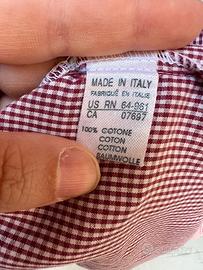 MADE IN ITALY
FABRIQUÉ EN ITALIE
US RN 64-961
CA 07697
100% COTONE
COTON
COTTON
BAUMWOLLE